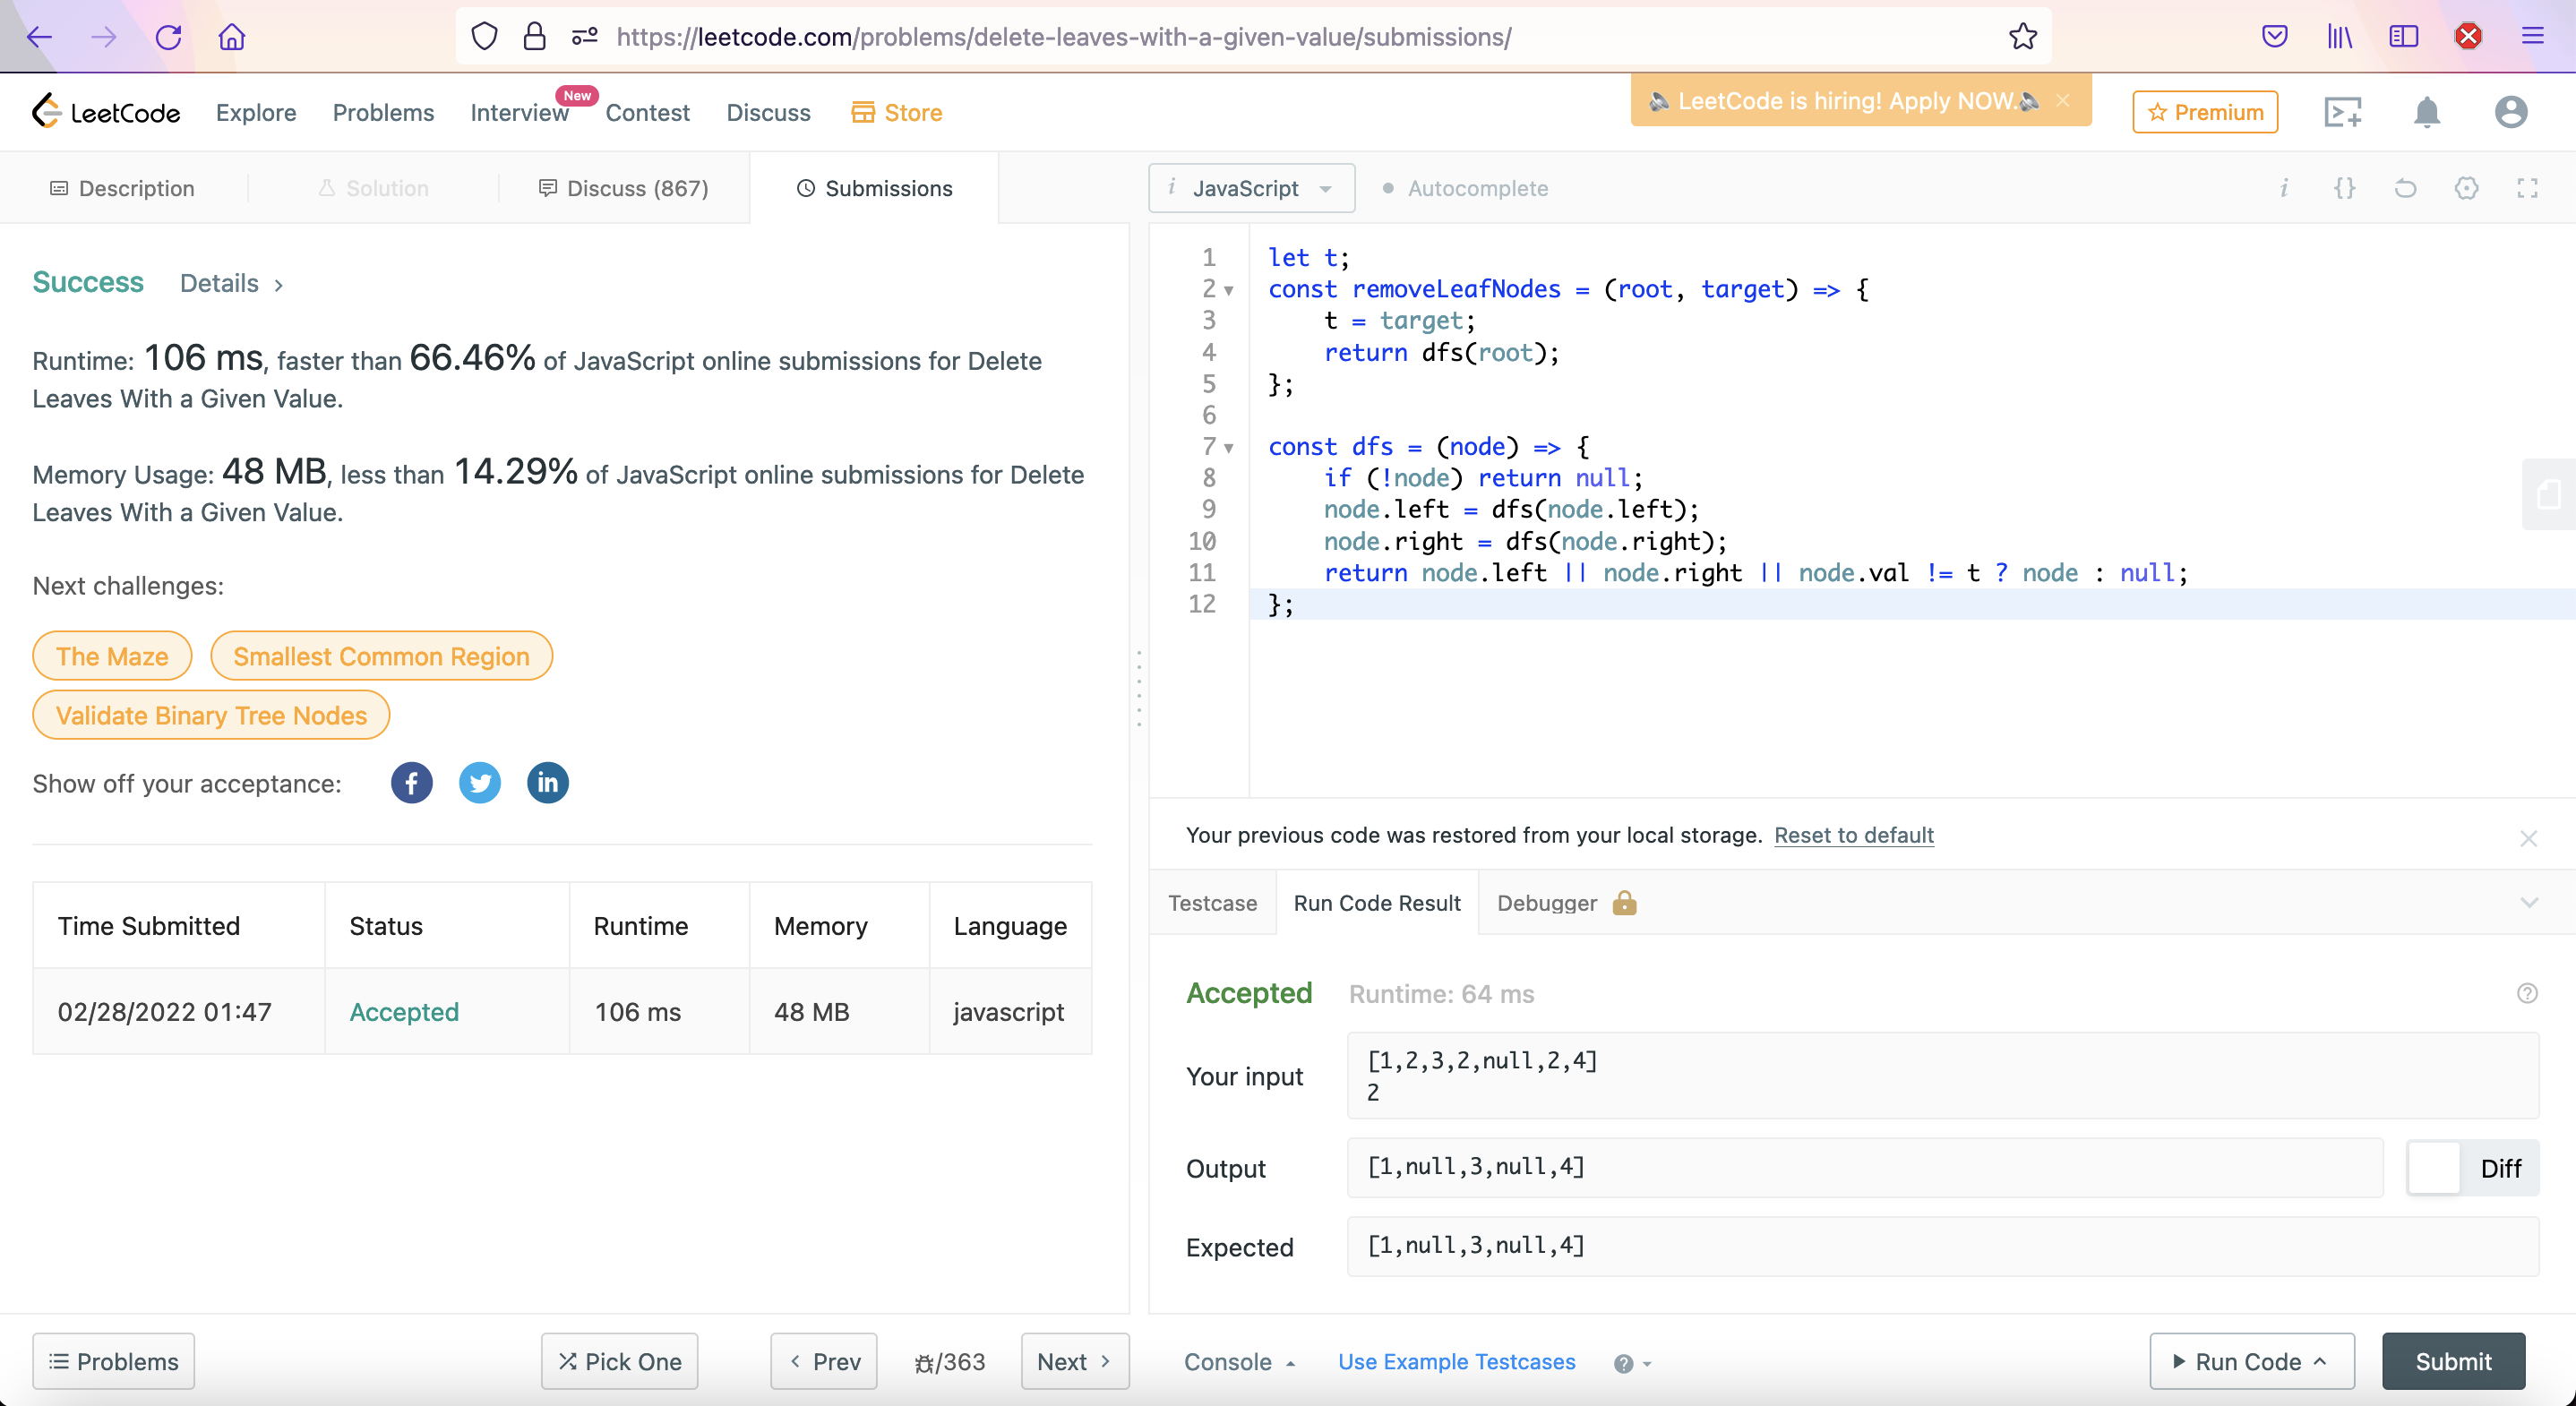 https://leetcode.com/problems/delete-leaves-with-a-given-value/submissions/
LeetCode
Explore
Problems
Interview
New
Contest
Discuss
Store
LeetCode is hiring! Apply NOW.
Premium
Description
Solution
Discuss (867)
Submissions
i JavaScript
Autocomplete
Success Details >
Runtime: 106 ms, faster than 66.46% of JavaScript online submissions for Delete
Leaves With a Given Value.
Memory Usage: 48 MB, less than 14.29% of JavaScript online submissions for Delete
Leaves With a Given Value.
Next challenges:
The Maze
Smallest Common Region
Validate Binary Tree Nodes
Show off your acceptance:
Time Submitted Status Runtime Memory Language
02/28/2022 01:47 Accepted 106 ms 48 MB javascript
1 let t;
2 const removeLeafNodes = (root, target) => {
3 t = target;
4 return dfs(root);
5 };
6
7 const dfs = (node) => {
8 if (!node) return null;
9 node.left = dfs(node.left);
10 node.right = dfs(node.right);
11 return node.left || node.right || node.val != t ? node : null;
12 };
Your previous code was restored from your local storage. Reset to default
Testcase
Run Code Result
Debugger
Accepted Runtime: 64 ms
Your input
[1,2,3,2,null,2,4]
2
Output
[1,null,3,null,4]
Diff
Expected
[1,null,3,null,4]
Problems
Pick One
Prev
/363
Next
Console
Use Example Testcases
Run Code
Submit